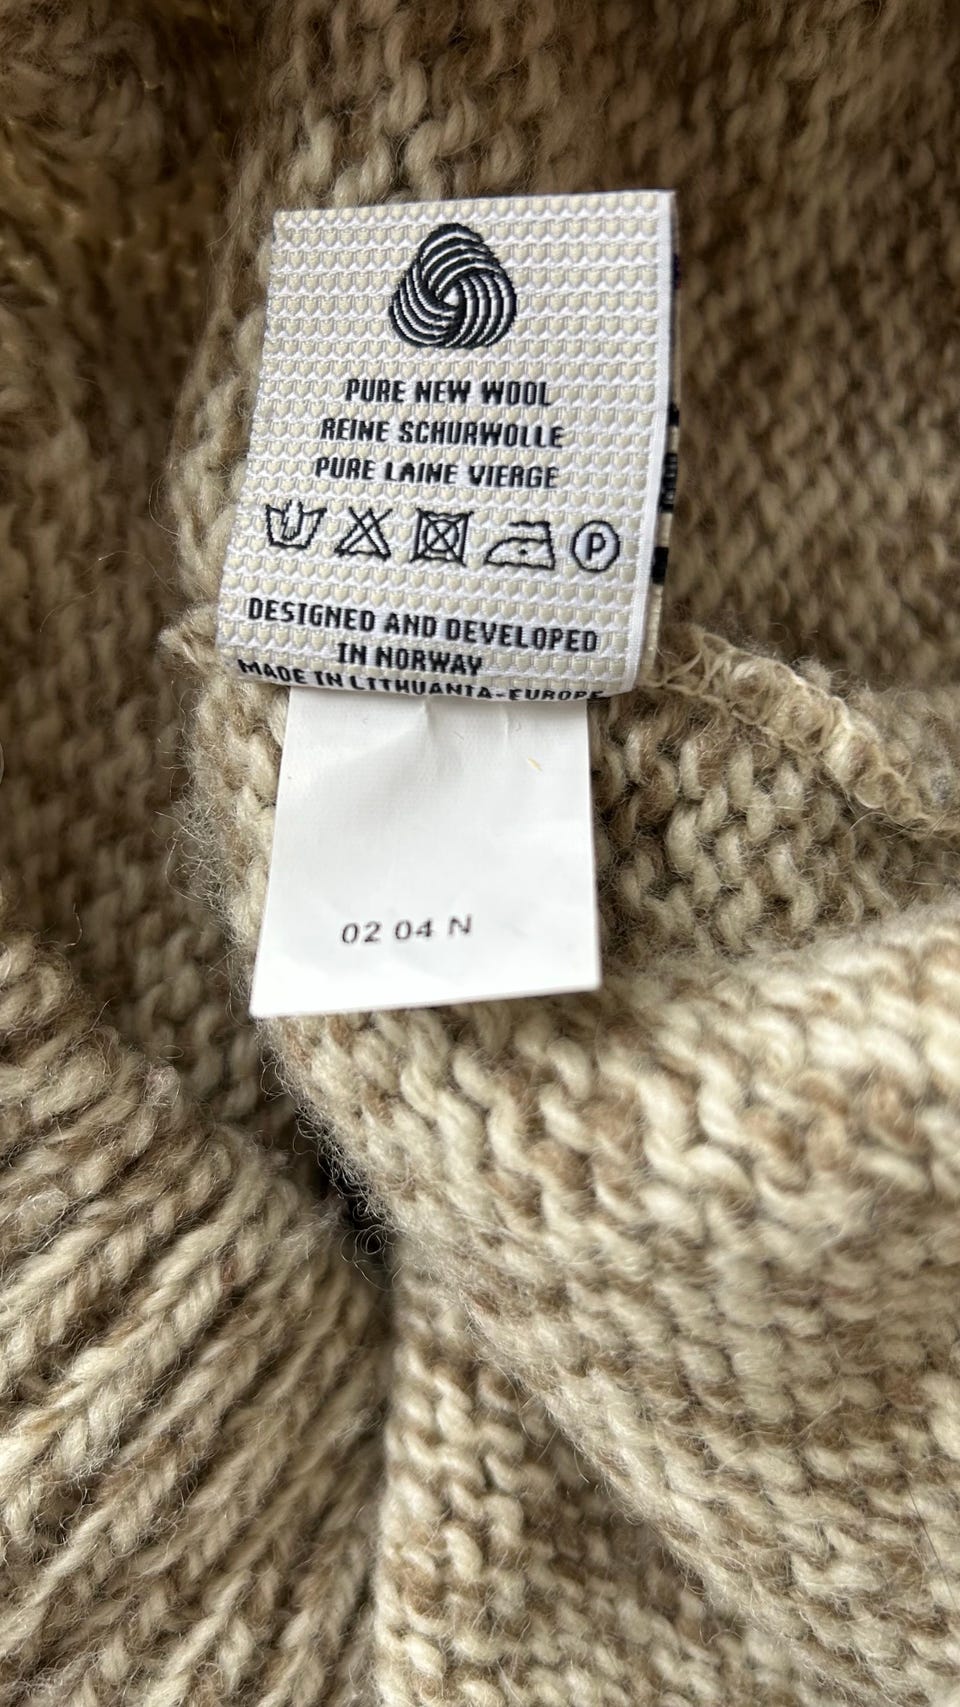 PURE NEW WOOL
REINE SCHURWOLLE
PURE LAINE VIERGE
P
DESIGNED AND DEVELOPED
IN NORWAY
MADE IN LITHUANIA-EUROPE
02 04 N